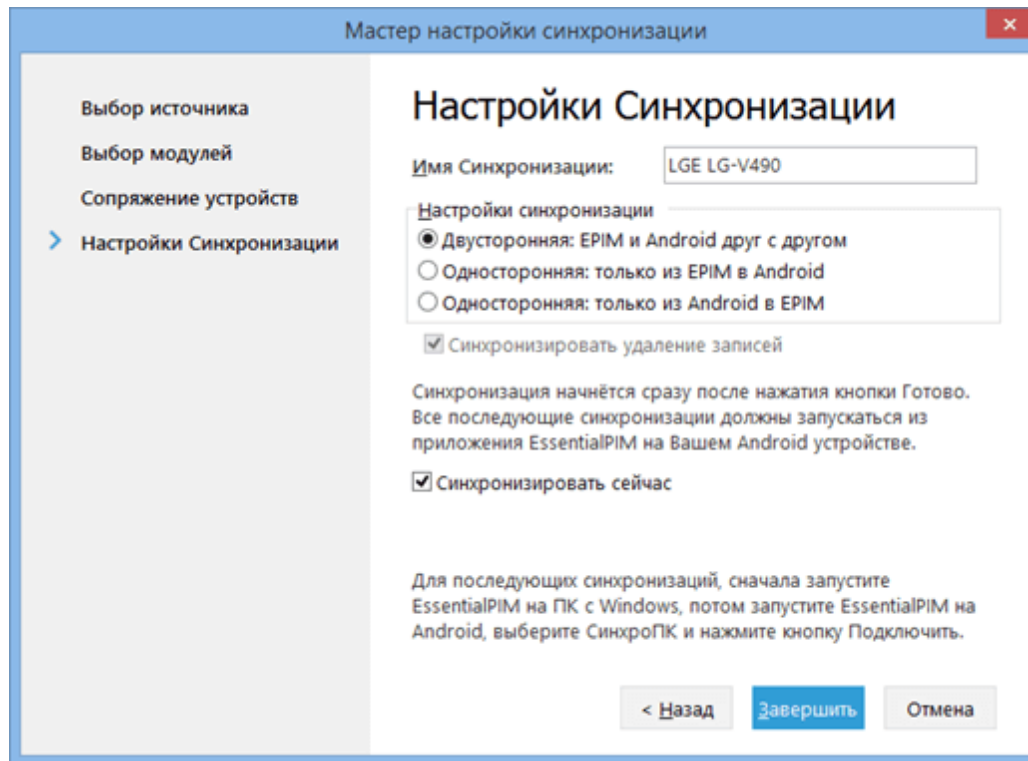 Мастер настройки синхронизации
Выбор источника
Выбор модулей
Сопряжение устройств
Настройки Синхронизации
Настройки Синхронизации
Имя Синхронизации:
LGE LG-V490
Настройки синхронизации
Двусторонняя: EPIM и Android друг с другом
Односторонняя: только из EPIM в Android
Односторонняя: только из Android в EPIM
Синхронизировать удаление записей
Синхронизация начнётся сразу после нажатия кнопки Готово.
Все последующие синхронизации должны запускаться из
приложения EssentialPIM на Вашем Android устройстве.
Синхронизировать сейчас
Для последующих синхронизаций, сначала запустите
EssentialPIM на ПК с Windows, потом запустите EssentialPIM на
Android, выберите СинхроПК и нажмите кнопку Подключить.
< Назад
Завершить
Отмена